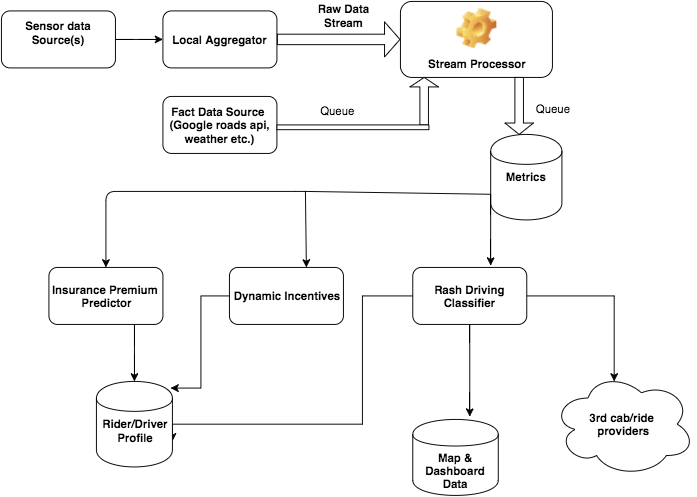 Sensor data
Source(s)
Local Aggregator
Raw Data
Stream
Stream Processor
Fact Data Source
(Google roads api,
weather etc.)
Queue
Queue
Metrics
Insurance Premium
Predictor
Dynamic Incentives
Rash Driving
Classifier
Rider/Driver
Profile
Map &
Dashboard
Data
3rd cab/ride
providers